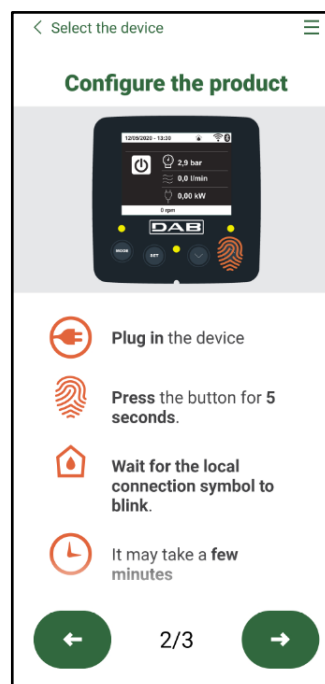 Select the device
Configure the product
12/05/2020 - 13:30
2,9 bar
0,0 l/min
0,00 kW
0 rpm
DAB
MODE
SET
Plug in the device
Press the button for 5
seconds.
Wait for the local
connection symbol to
blink.
It may take a few
minutes
2/3